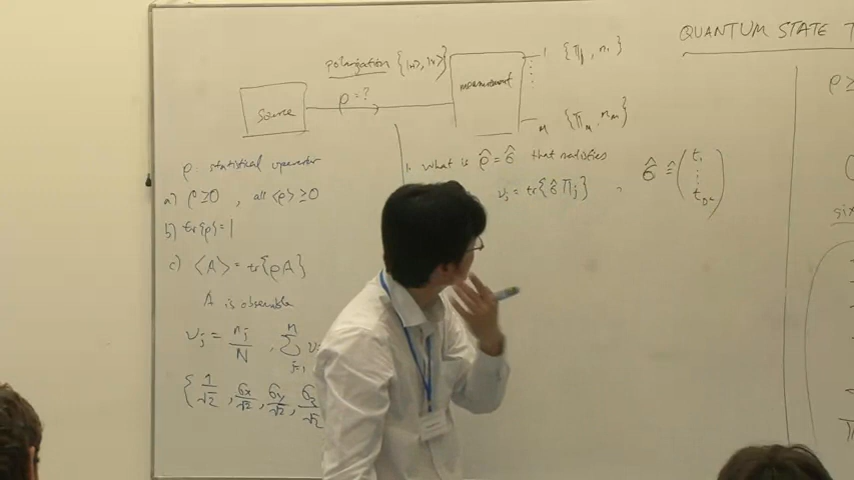 QUANTUM STATE T
polarization {|H>, |V>}
Source
ρ = ?
measurement
1 {Π₁, n₁}
⋮
M {Π_M, n_M}
ρ statistical operator
a) ρ ≥ 0 , all <ρ> ≥ 0
b) tr{ρ} = 1
c) <A> = tr{ρA}
A is observable
ν_j = n_j / N , Σ
{ 1/√2 , σx/√2 , σy/√2 , σz/√2
1. what is ρ̂ = σ̂ that satisfies
ν_j = tr{σ̂ Π_j} ,
σ̂ ≙ ( t₁ ⋮ t_D² )
ρ ≥